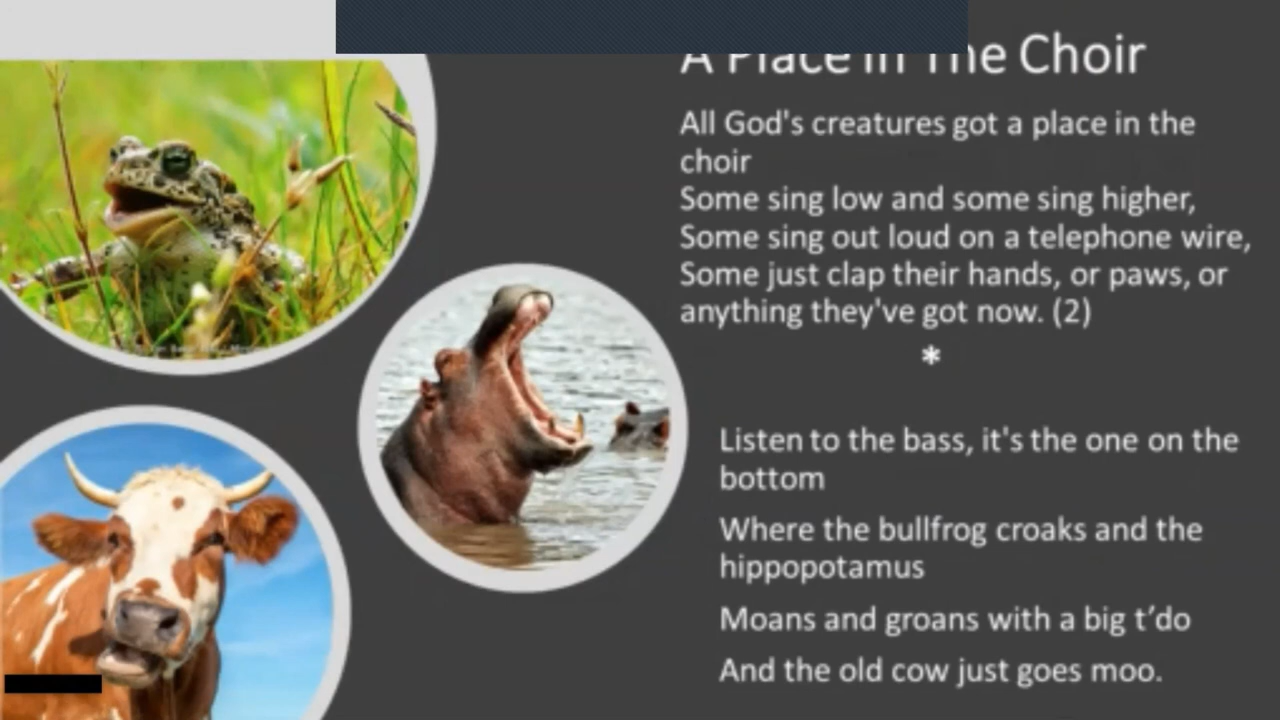 A Place in The Choir
All God's creatures got a place in the
choir
Some sing low and some sing higher,
Some sing out loud on a telephone wire,
Some just clap their hands, or paws, or
anything they've got now. (2)
*
Listen to the bass, it's the one on the
bottom
Where the bullfrog croaks and the
hippopotamus
Moans and groans with a big t’do
And the old cow just goes moo.